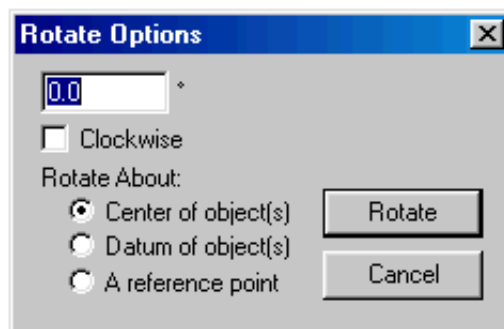 Rotate Options
0.0 °
Clockwise
Rotate About:
Center of object(s)
Rotate
Datum of object(s)
A reference point
Cancel